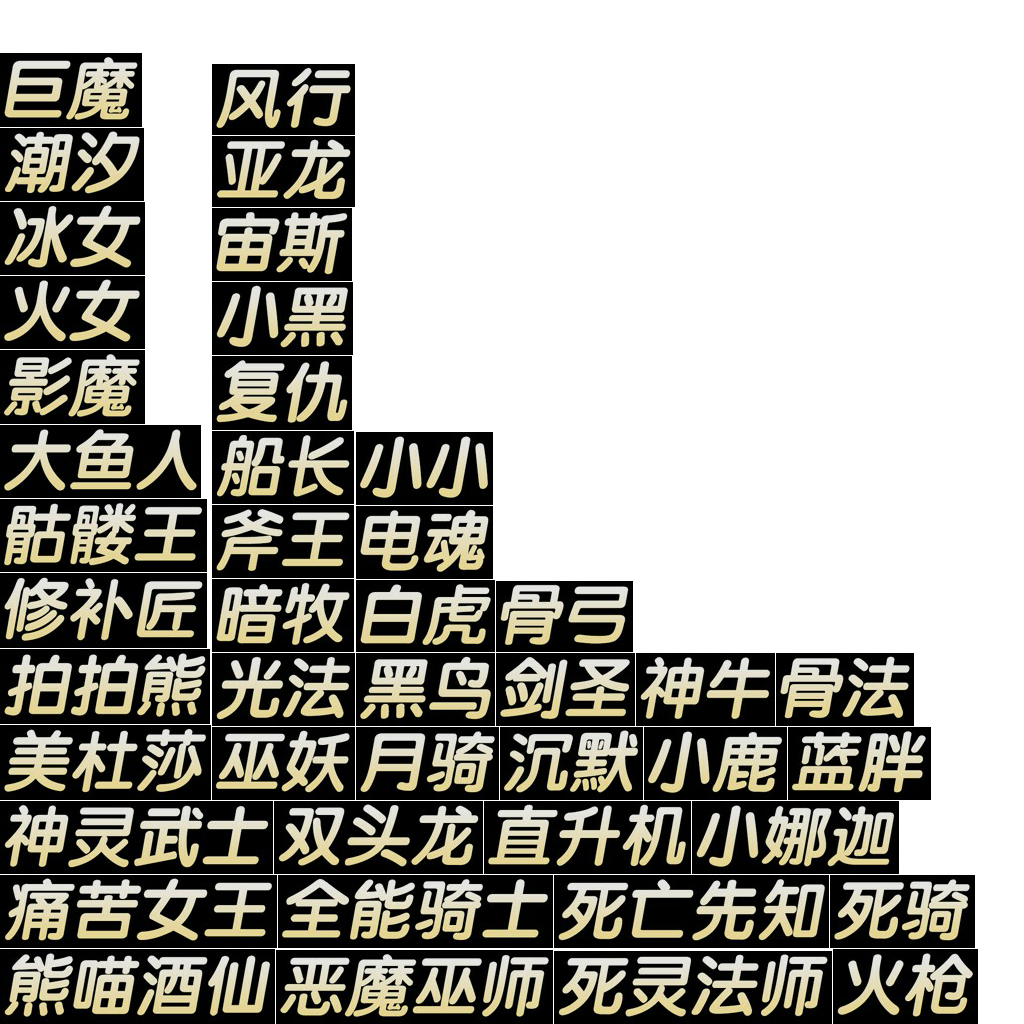 巨魔
风行
潮汐
亚龙
冰女
宙斯
火女
小黑
影魔
复仇
大鱼人 船长 小小
骷髅王 斧王 电魂
修补匠 暗牧 白虎 骨弓
拍拍熊 光法 黑鸟 剑圣 神牛 骨法
美杜莎 巫妖 月骑 沉默 小鹿 蓝胖
神灵武士 双头龙 直升机 小娜迦
痛苦女王 全能骑士 死亡先知 死骑
熊喵酒仙 恶魔巫师 死灵法师 火枪